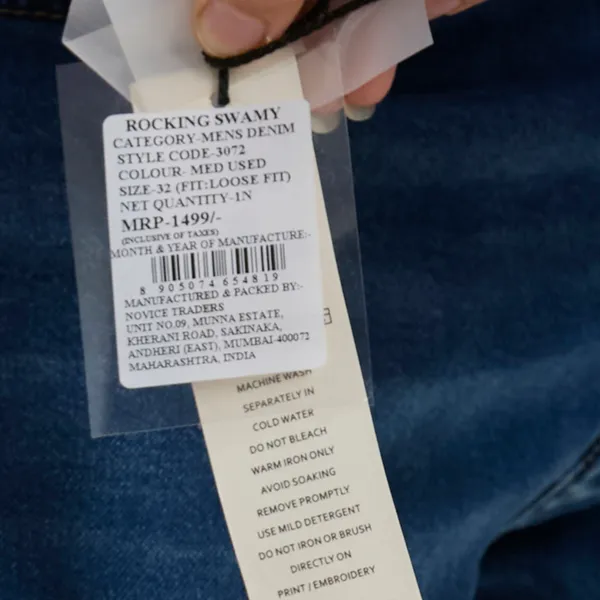 ROCKING SWAMY
CATEGORY-MENS DENIM
STYLE CODE-3072
COLOUR- MED USED
SIZE-32 (FIT:LOOSE FIT)
NET QUANTITY-1N
MRP-1499/-
(INCLUSIVE OF TAXES)
MONTH & YEAR OF MANUFACTURE:-
8 905074 654819
MANUFACTURED & PACKED BY:-
NOVICE TRADERS
UNIT NO.09, MUNNA ESTATE,
KHERANI ROAD, SAKINAKA,
ANDHERI (EAST), MUMBAI-400072
MAHARASHTRA, INDIA
MACHINE WASH
SEPARATELY IN
COLD WATER
DO NOT BLEACH
WARM IRON ONLY
AVOID SOAKING
REMOVE PROMPTLY
USE MILD DETERGENT
DO NOT IRON OR BRUSH
DIRECTLY ON
PRINT / EMBROIDERY